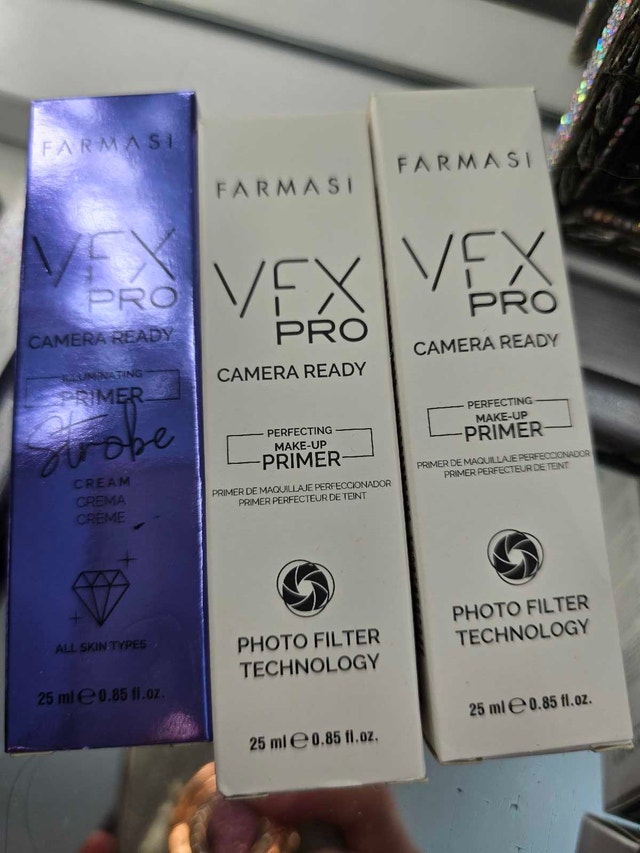 FARMASI
VFX
PRO
CAMERA READY
ILLUMINATING
PRIMER
Strobe
CREAM
CREMA
CRÈME
ALL SKIN TYPES
25 ml ℮ 0.85 fl.oz.
FARMASI
VFX
PRO
CAMERA READY
PERFECTING
MAKE-UP
PRIMER
PRIMER DE MAQUILLAJE PERFECCIONADOR
PRIMER PERFECTEUR DE TEINT
PHOTO FILTER
TECHNOLOGY
25 ml ℮ 0.85 fl.oz.
FARMASI
VFX
PRO
CAMERA READY
PERFECTING
MAKE-UP
PRIMER
PRIMER DE MAQUILLAJE PERFECCIONADOR
PRIMER PERFECTEUR DE TEINT
PHOTO FILTER
TECHNOLOGY
25 ml ℮ 0.85 fl.oz.